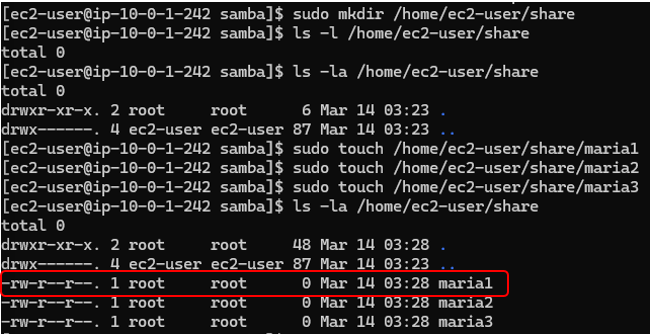 [ec2-user@ip-10-0-1-242 samba]$ sudo mkdir /home/ec2-user/share
[ec2-user@ip-10-0-1-242 samba]$ ls -l /home/ec2-user/share
total 0
[ec2-user@ip-10-0-1-242 samba]$ ls -la /home/ec2-user/share
total 0
drwxr-xr-x. 2 root     root      6 Mar 14 03:23 .
drwx------. 4 ec2-user ec2-user 87 Mar 14 03:23 ..
[ec2-user@ip-10-0-1-242 samba]$ sudo touch /home/ec2-user/share/maria1
[ec2-user@ip-10-0-1-242 samba]$ sudo touch /home/ec2-user/share/maria2
[ec2-user@ip-10-0-1-242 samba]$ sudo touch /home/ec2-user/share/maria3
[ec2-user@ip-10-0-1-242 samba]$ ls -la /home/ec2-user/share
total 0
drwxr-xr-x. 2 root     root     48 Mar 14 03:28 .
drwx------. 4 ec2-user ec2-user 87 Mar 14 03:23 ..
-rw-r--r--. 1 root     root      0 Mar 14 03:28 maria1
-rw-r--r--. 1 root     root      0 Mar 14 03:28 maria2
-rw-r--r--. 1 root     root      0 Mar 14 03:28 maria3